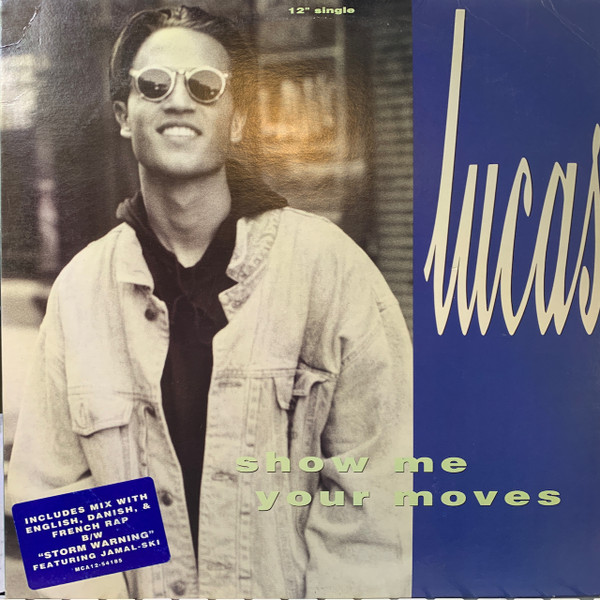 12" single
lucas
show me
your moves
INCLUDES MIX WITH
ENGLISH, DANISH, &
FRENCH RAP
B/W
"STORM WARNING"
FEATURING JAMAL-SKI
MCA12-54185